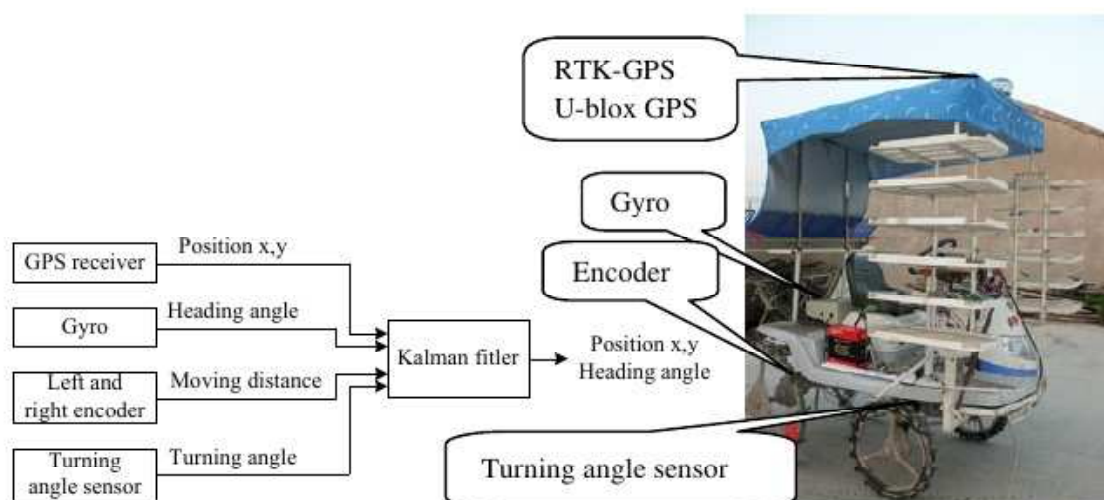 RTK-GPS
U-blox GPS
Gyro
Encoder
Turning angle sensor
GPS receiver
Position x,y
Gyro
Heading angle
Left and
right encoder
Moving distance
Turning
angle sensor
Turning angle
Kalman fitler
Position x,y
Heading angle